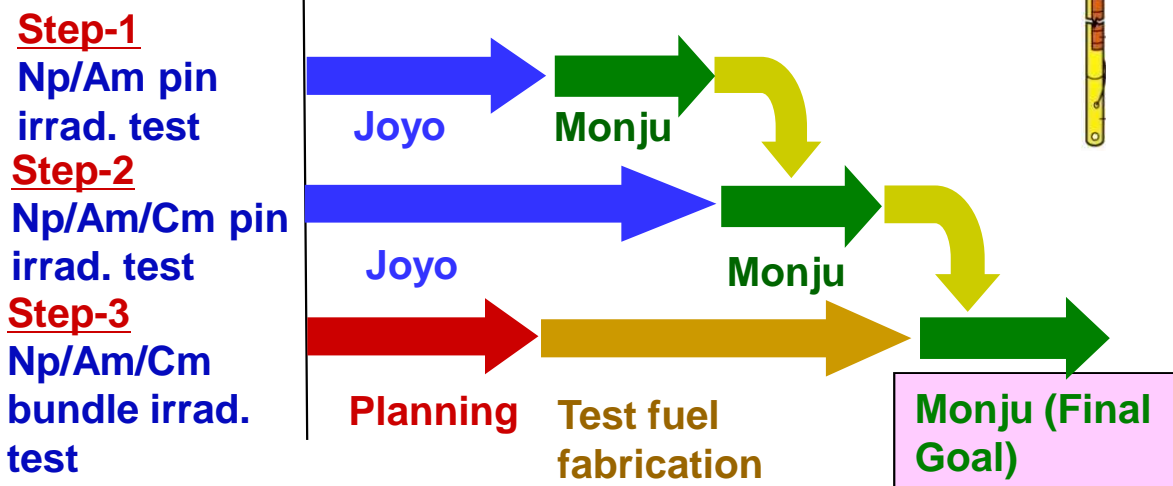 Step-1
Np/Am pin
irrad. test
Joyo
Monju
Step-2
Np/Am/Cm pin
irrad. test
Joyo
Monju
Step-3
Np/Am/Cm
bundle irrad.
test
Planning
Test fuel
fabrication
Monju (Final
Goal)